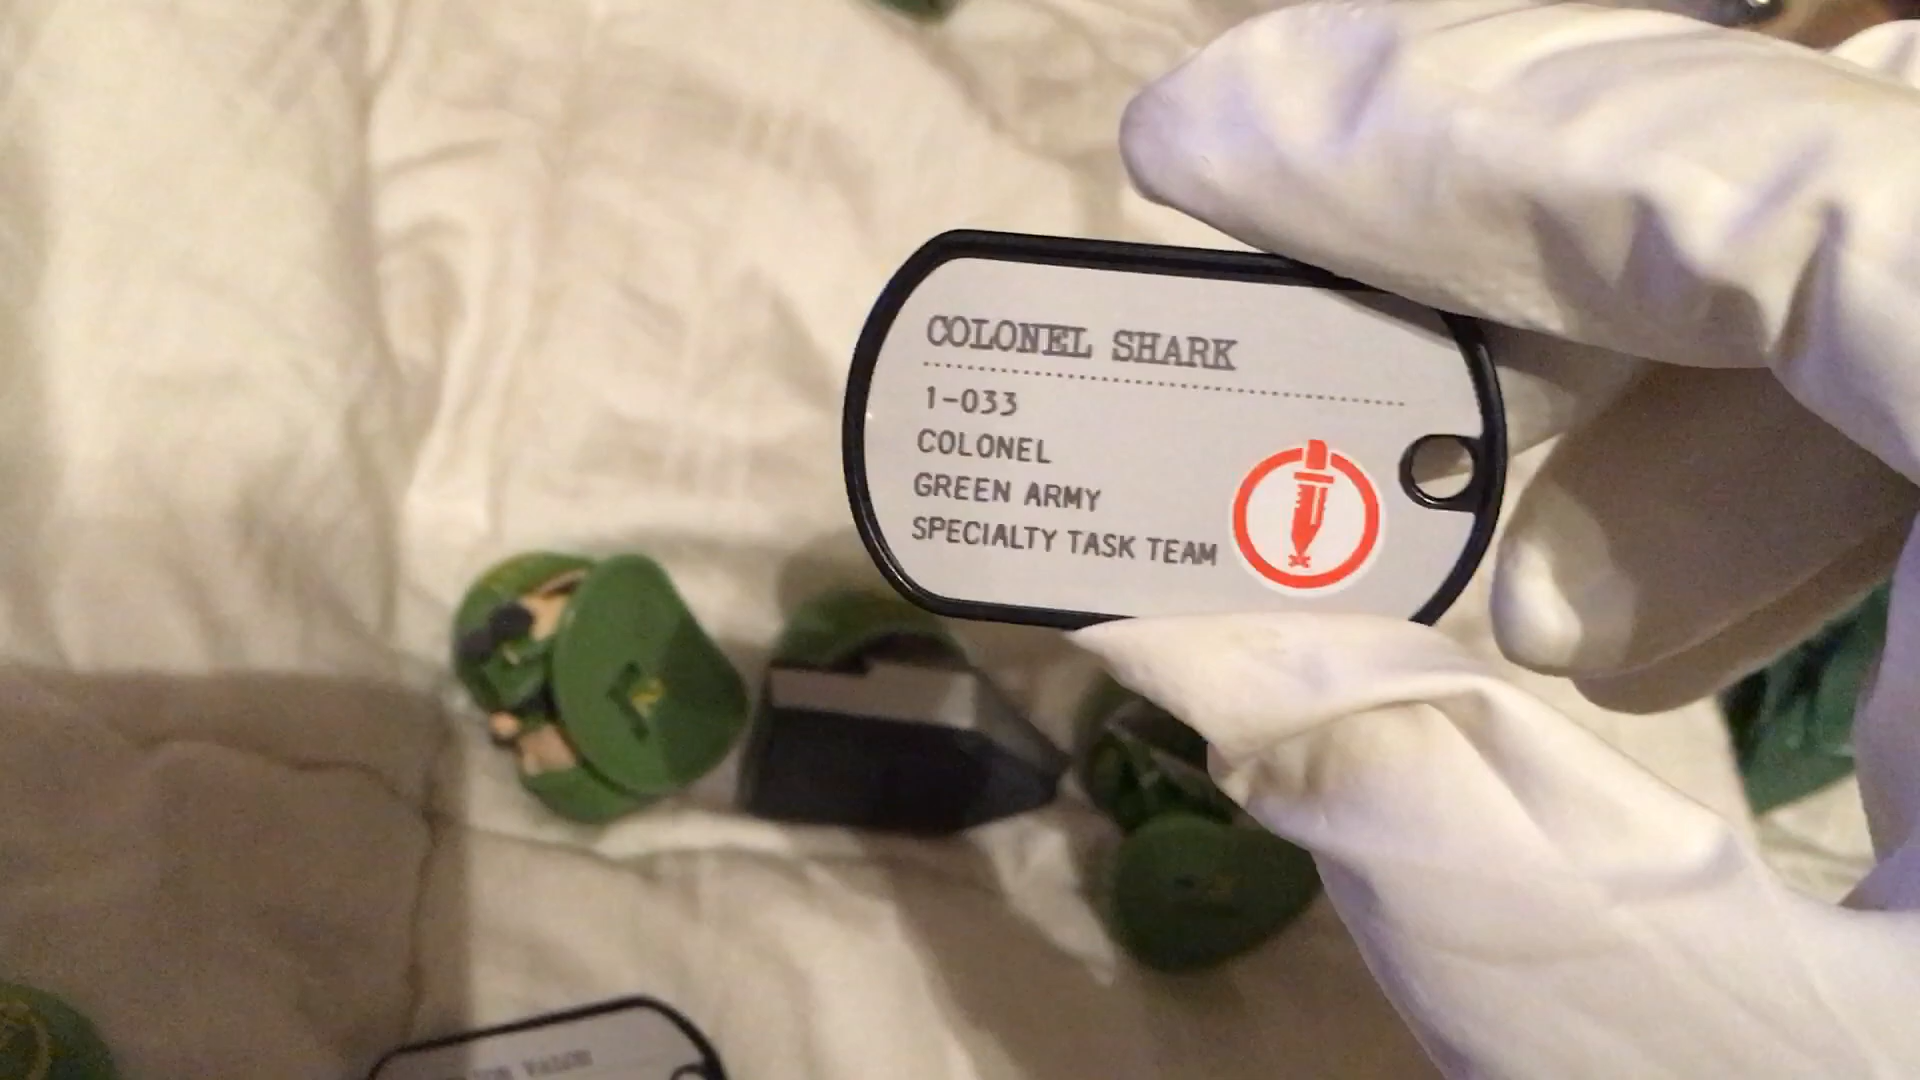 COLONEL SHARK
1-033
COLONEL
GREEN ARMY
SPECIALTY TASK TEAM